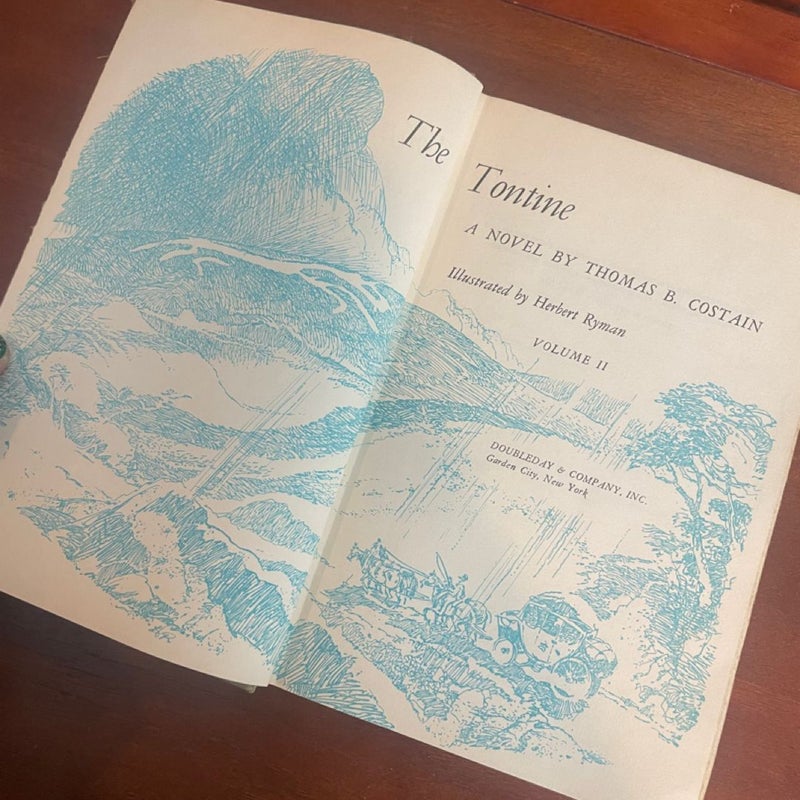 The Tontine
A NOVEL BY THOMAS B. COSTAIN
Illustrated by Herbert Ryman
VOLUME II
DOUBLEDAY & COMPANY, INC.
Garden City, New York